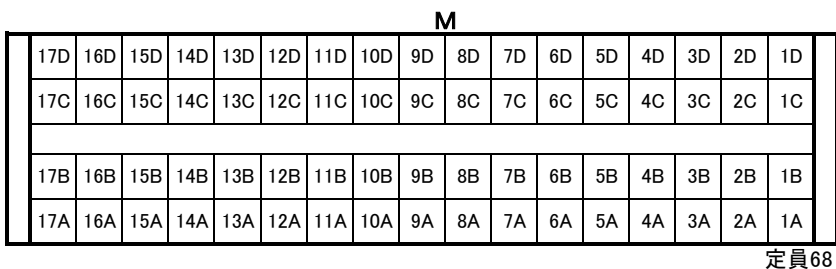 M
17D 16D 15D 14D 13D 12D 11D 10D 9D 8D 7D 6D 5D 4D 3D 2D 1D
17C 16C 15C 14C 13C 12C 11C 10C 9C 8C 7C 6C 5C 4C 3C 2C 1C
17B 16B 15B 14B 13B 12B 11B 10B 9B 8B 7B 6B 5B 4B 3B 2B 1B
17A 16A 15A 14A 13A 12A 11A 10A 9A 8A 7A 6A 5A 4A 3A 2A 1A
定員68